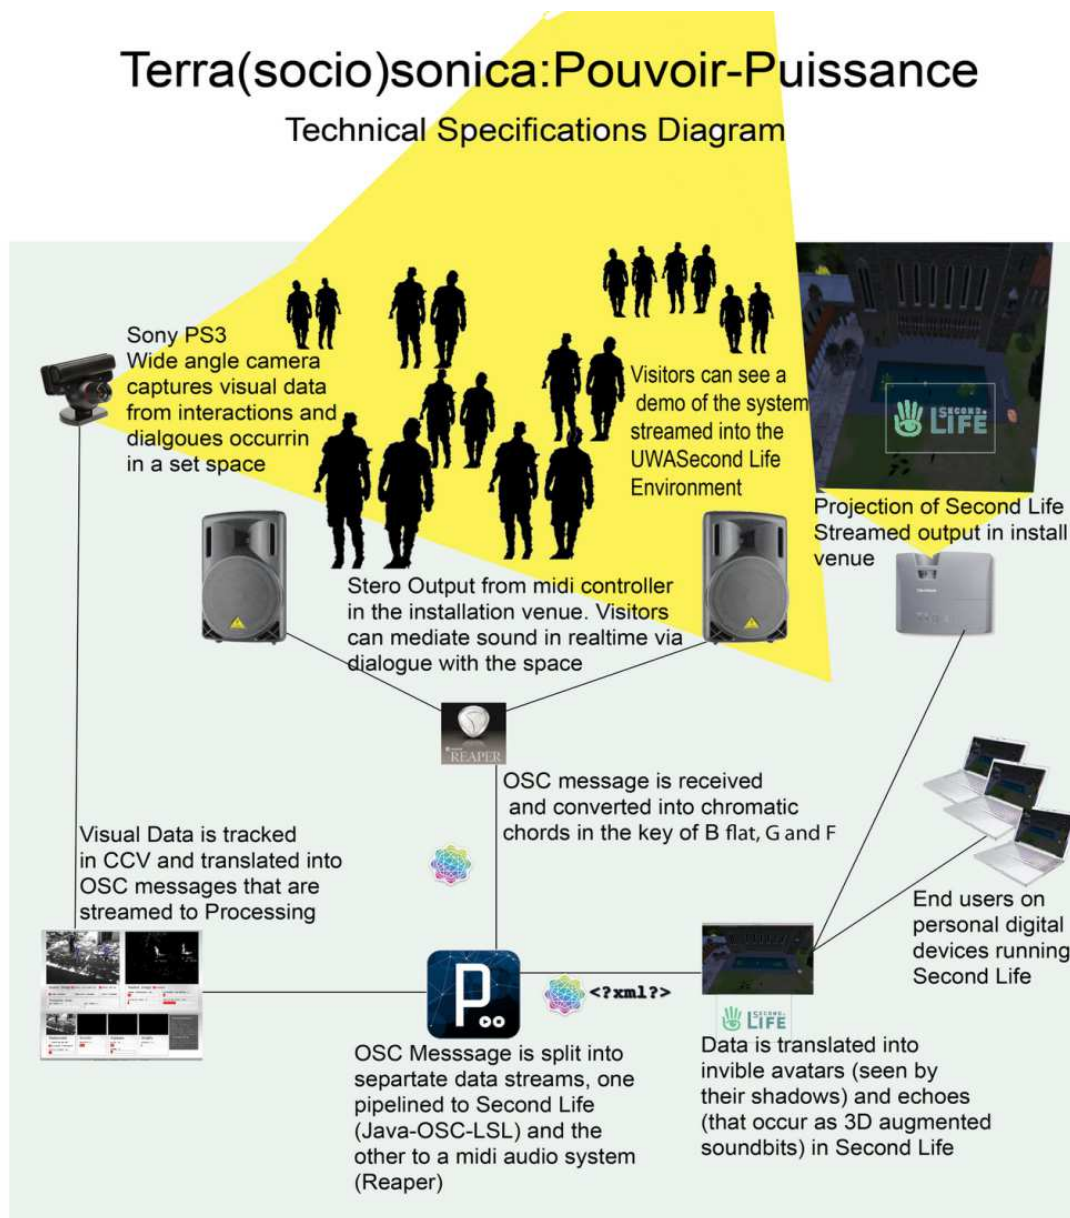 Terra(socio)sonica:Pouvoir-Puissance
Technical Specifications Diagram
Sony PS3
Wide angle camera
captures visual data
from interactions and
dialgoues occurrin
in a set space
Visitors can see a
demo of the system
streamed into the
UWASecond Life
Environment
SECOND
LIFE
Projection of Second Life
Streamed output in install
venue
Stero Output from midi controller
in the installation venue. Visitors
can mediate sound in realtime via
dialogue with the space
REAPER
OSC message is received
and converted into chromatic
chords in the key of B flat, G and F
Visual Data is tracked
in CCV and translated into
OSC messages that are
streamed to Processing
End users on
personal digital
devices running
Second Life
P
<?xml?>
SECOND
LIFE
OSC Messsage is split into
separtate data streams, one
pipelined to Second Life
(Java-OSC-LSL) and the
other to a midi audio system
(Reaper)
Data is translated into
invible avatars (seen by
their shadows) and echoes
(that occur as 3D augmented
soundbits) in Second Life